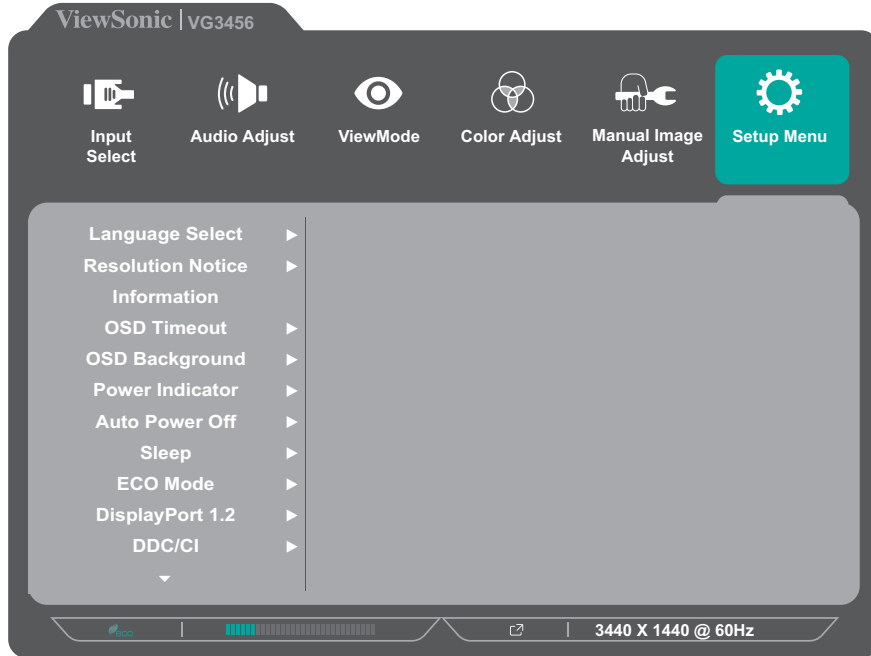 ViewSonic | VG3456
Input Select
Audio Adjust
ViewMode
Color Adjust
Manual Image Adjust
Setup Menu
Language Select
Resolution Notice
Information
OSD Timeout
OSD Background
Power Indicator
Auto Power Off
Sleep
ECO Mode
DisplayPort 1.2
DDC/CI
eco
3440 X 1440 @ 60Hz